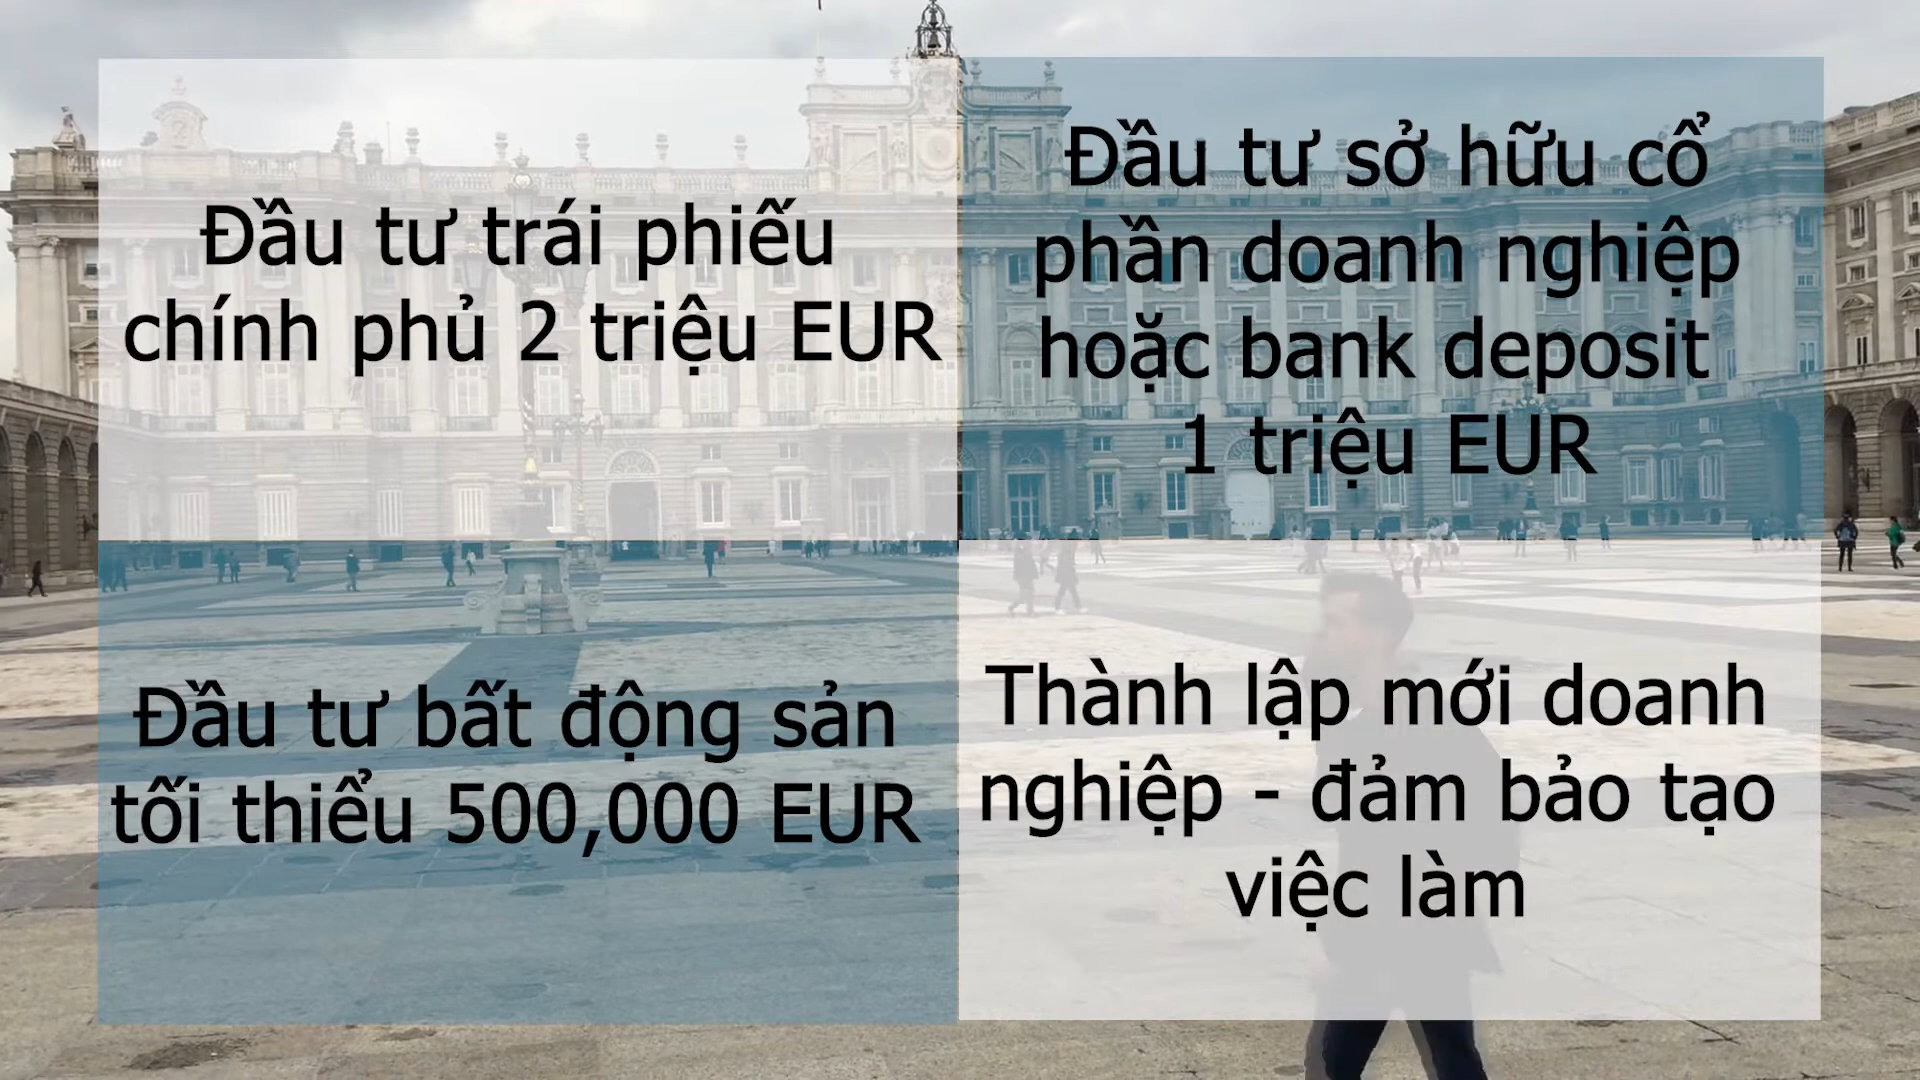 Đầu tư trái phiếu
chính phủ 2 triệu EUR
Đầu tư sở hữu cổ
phần doanh nghiệp
hoặc bank deposit
1 triệu EUR
Đầu tư bất động sản
tối thiểu 500,000 EUR
Thành lập mới doanh
nghiệp - đảm bảo tạo
việc làm